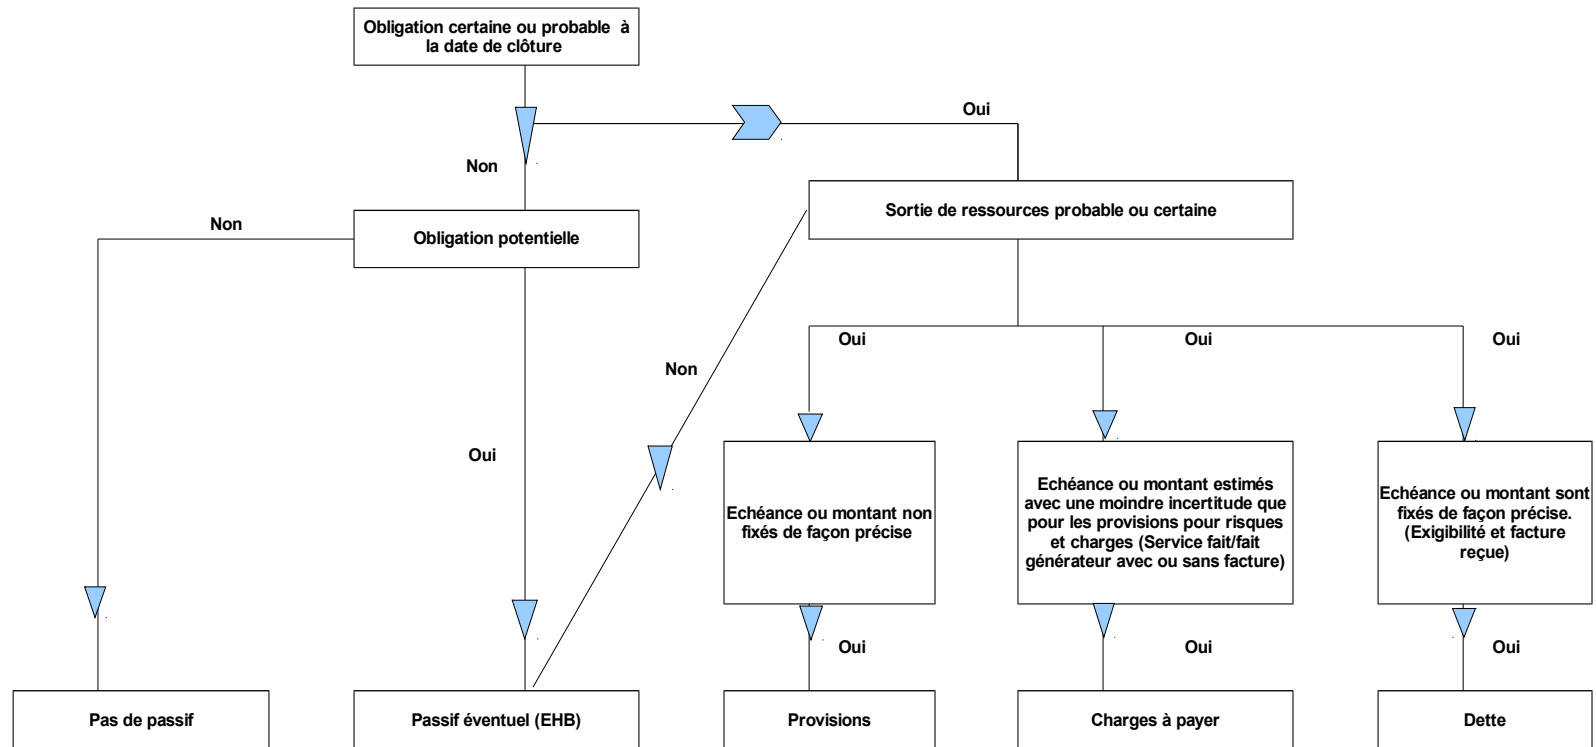 Obligation certaine ou probable à
la date de clôture
Oui
Non
Sortie de ressources probable ou certaine
Non
Obligation potentielle
Oui
Oui
Oui
Non
Oui
Echéance ou montant non
fixés de façon précise
Echéance ou montant estimés
avec une moindre incertitude que
pour les provisions pour risques
et charges (Service fait/fait
générateur avec ou sans facture)
Echéance ou montant sont
fixés de façon précise.
(Exigibilité et facture
reçue)
Oui
Oui
Oui
Pas de passif
Passif éventuel (EHB)
Provisions
Charges à payer
Dette